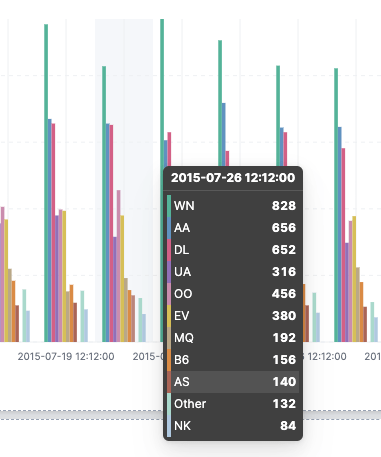 2015-07-26 12:12:00
WN 828
AA 656
DL 652
UA 316
OO 456
EV 380
MQ 192
B6 156
AS 140
Other 132
NK 84
2015-07-19 12:12:00